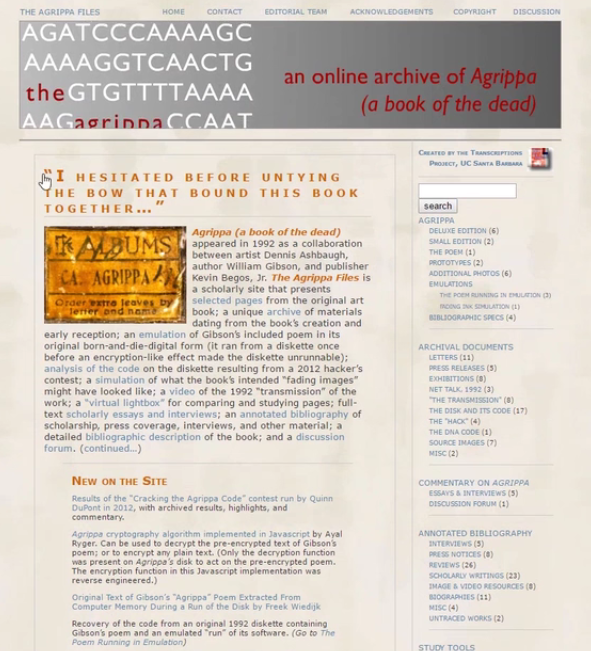 THE AGRIPPA FILES HOME CONTACT EDITORIAL TEAM ACKNOWLEDGEMENTS COPYRIGHT DISCUSSION
AGATCCCAAAAGC
AAAAGGTCAACTG
the GTGTTTTAAAA
AAGagrippaCCAAT
an online archive of Agrippa
(a book of the dead)
"I HESITATED BEFORE UNTYING
THE BOW THAT BOUND THIS BOOK
TOGETHER..."
THE ALBUMS
CA. AGRIPPA
Order extra leaves by
letter and name
Agrippa (a book of the dead)
appeared in 1992 as a collaboration
between artist Dennis Ashbaugh,
author William Gibson, and publisher
Kevin Begos, Jr. The Agrippa Files is
a scholarly site that presents
selected pages from the original art
book; a unique archive of materials
dating from the book's creation and
early reception; an emulation of Gibson's included poem in its
original born-and-die-digital form (it ran from a diskette once
before an encryption-like effect made the diskette unrunnable);
analysis of the code on the diskette resulting from a 2012 hacker's
contest; a simulation of what the book's intended "fading images"
might have looked like; a video of the 1992 "transmission" of the
work; a "virtual lightbox" for comparing and studying pages; full-
text scholarly essays and interviews; an annotated bibliography of
scholarship, press coverage, interviews, and other material; a
detailed bibliographic description of the book; and a discussion
forum. (continued...)
NEW ON THE SITE
Results of the "Cracking the Agrippa Code" contest run by Quinn
DuPont in 2012, with archived results, highlights, and
commentary.
Agrippa cryptography algorithm implemented in Javascript by Ayal
Ryger. Can be used to decrypt the pre-encrypted text of Gibson's
poem; or to encrypt any plain text. (Only the decryption function
was present on Agrippa's disk to act on the pre-encrypted poem.
The encryption function in this Javascript implementation was
reverse engineered.)
Original Text of Gibson's "Agrippa" Poem Extracted From
Computer Memory During a Run of the Disk by Freek Wiedijk
Recovery of the code from an original 1992 diskette containing
Gibson's poem and an emulated "run" of its software. (Go to The
Poem Running in Emulation)
CREATED BY THE TRANSCRIPTIONS
PROJECT, UC SANTA BARBARA
search
AGRIPPA
DELUXE EDITION (6)
SMALL EDITION (2)
THE POEM (1)
PROTOTYPES (2)
ADDITIONAL PHOTOS (6)
EMULATIONS
THE POEM RUNNING IN EMULATION (3)
FADING INK SIMULATION (1)
BIBLIOGRAPHIC SPECS (4)
ARCHIVAL DOCUMENTS
LETTERS (11)
PRESS RELEASES (5)
EXHIBITIONS (8)
NET TALK, 1992 (3)
"THE TRANSMISSION" (8)
THE DISK AND ITS CODE (17)
THE "HACK" (4)
THE DNA CODE (1)
SOURCE IMAGES (7)
MISC (2)
COMMENTARY ON AGRIPPA
ESSAYS & INTERVIEWS (5)
DISCUSSION FORUM (1)
ANNOTATED BIBLIOGRAPHY
INTERVIEWS (5)
PRESS NOTICES (8)
REVIEWS (26)
SCHOLARLY WRITINGS (23)
IMAGE & VIDEO RESOURCES (8)
BIOGRAPHIES (11)
MISC (4)
UNTRACED WORKS (2)
STUDY TOOLS